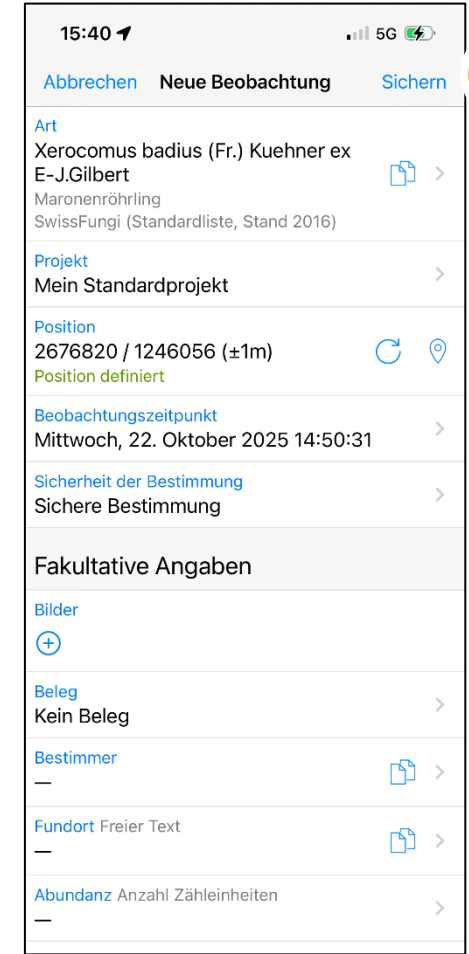 15:40
5G
Abbrechen Neue Beobachtung Sichern
Art
Xerocomus badius (Fr.) Kuehner ex
E-J.Gilbert
Maronenröhrling
SwissFungi (Standardliste, Stand 2016)
Projekt
Mein Standardprojekt
Position
2676820 / 1246056 (±1m)
Position definiert
Beobachtungszeitpunkt
Mittwoch, 22. Oktober 2025 14:50:31
Sicherheit der Bestimmung
Sichere Bestimmung
Fakultative Angaben
Bilder
Beleg
Kein Beleg
Bestimmer
—
Fundort Freier Text
—
Abundanz Anzahl Zähleinheiten
—